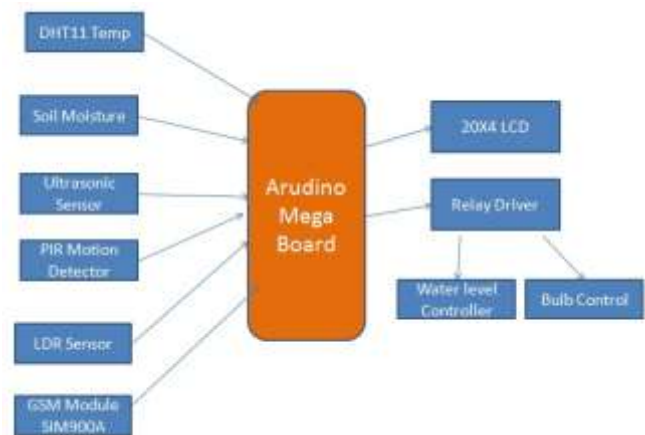 DHT11 Temp
Soil Moisture
Ultrasonic
Sensor
PIR Motion
Detector
LDR Sensor
GSM Module
SIM900A
Arudino
Mega
Board
20X4 LCD
Relay Driver
Water level
Controller
Bulb Control